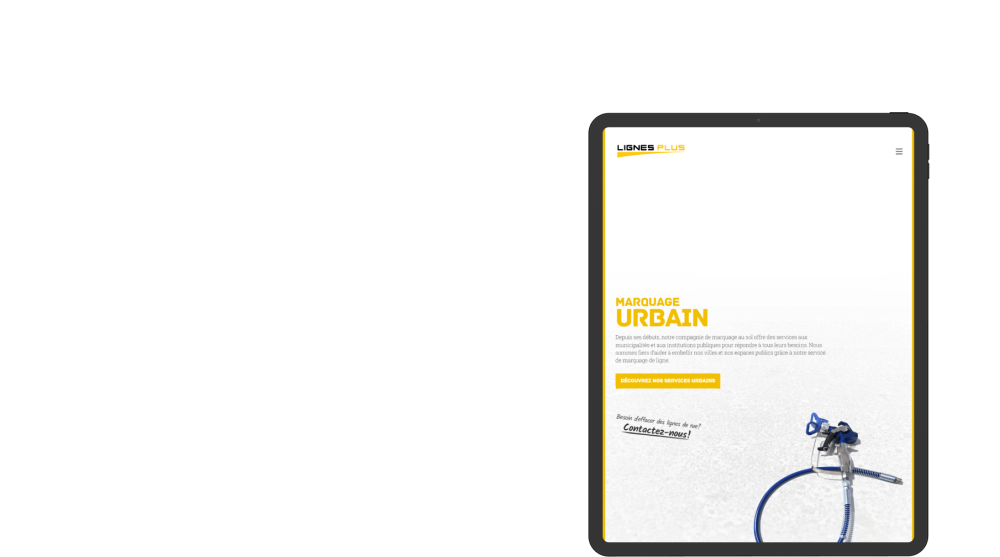 LIGNES PLUS
MARQUAGE
URBAIN
Depuis ses débuts, notre compagnie de marquage au sol offre des services aux
municipalités et aux institutions publiques pour répondre à tous leurs besoins. Nous
sommes fiers d'aider à embellir nos villes et nos espaces publics grâce à notre service
de marquage de ligne.
DÉCOUVREZ NOS SERVICES URBAINS
Besoin d'effacer des lignes de rue?
Contactez-nous!